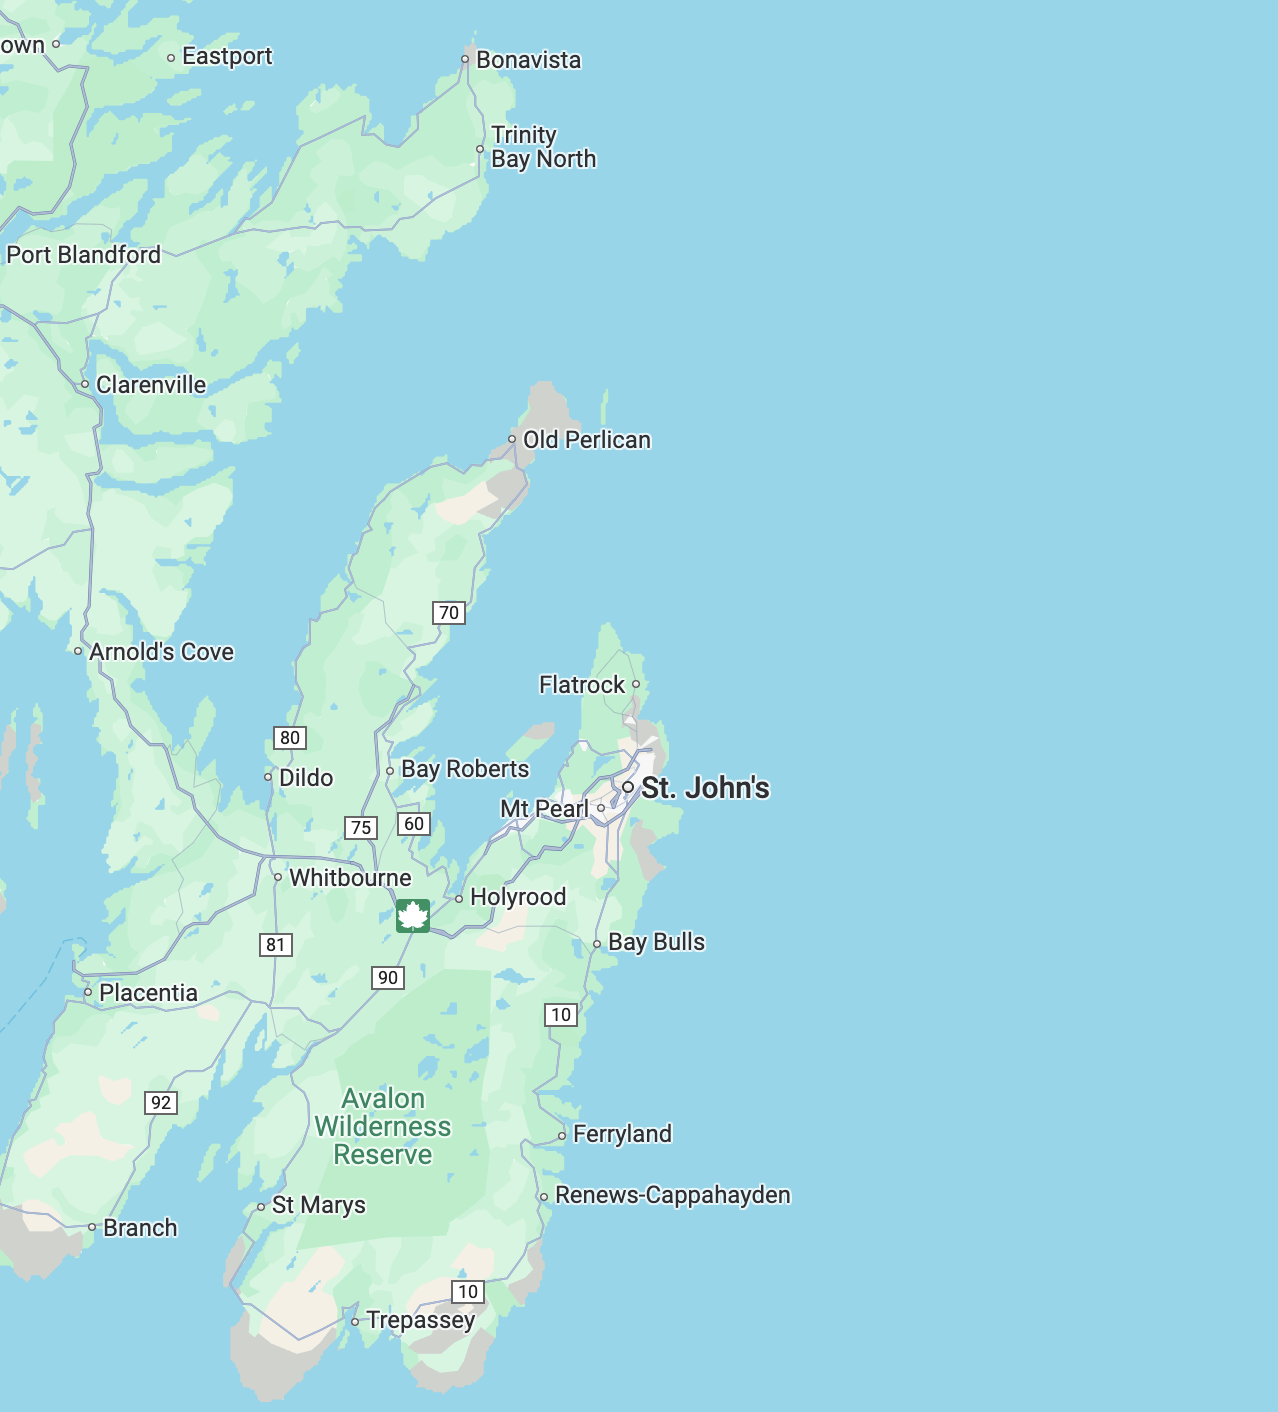 own
Eastport
Bonavista
Trinity
Bay North
Port Blandford
Clarenville
Old Perlican
70
Arnold's Cove
Flatrock
80
Dildo
Bay Roberts
St. John's
Mt Pearl
75
60
Whitbourne
Holyrood
81
Bay Bulls
90
Placentia
10
Avalon
Wilderness
Reserve
92
Ferryland
Renews-Cappahayden
St Marys
Branch
10
Trepassey